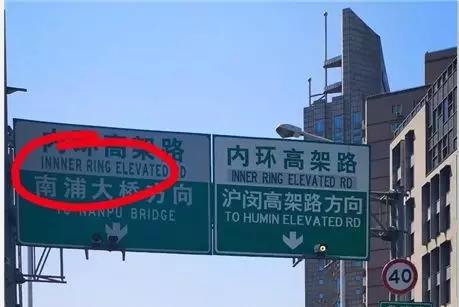 内环高架路
INNNER RING ELEVATED RD
南浦大桥方向
TO NANPU BRIDGE
内环高架路
INNER RING ELEVATED RD
沪闵高架路方向
TO HUMIN ELEVATED RD
40